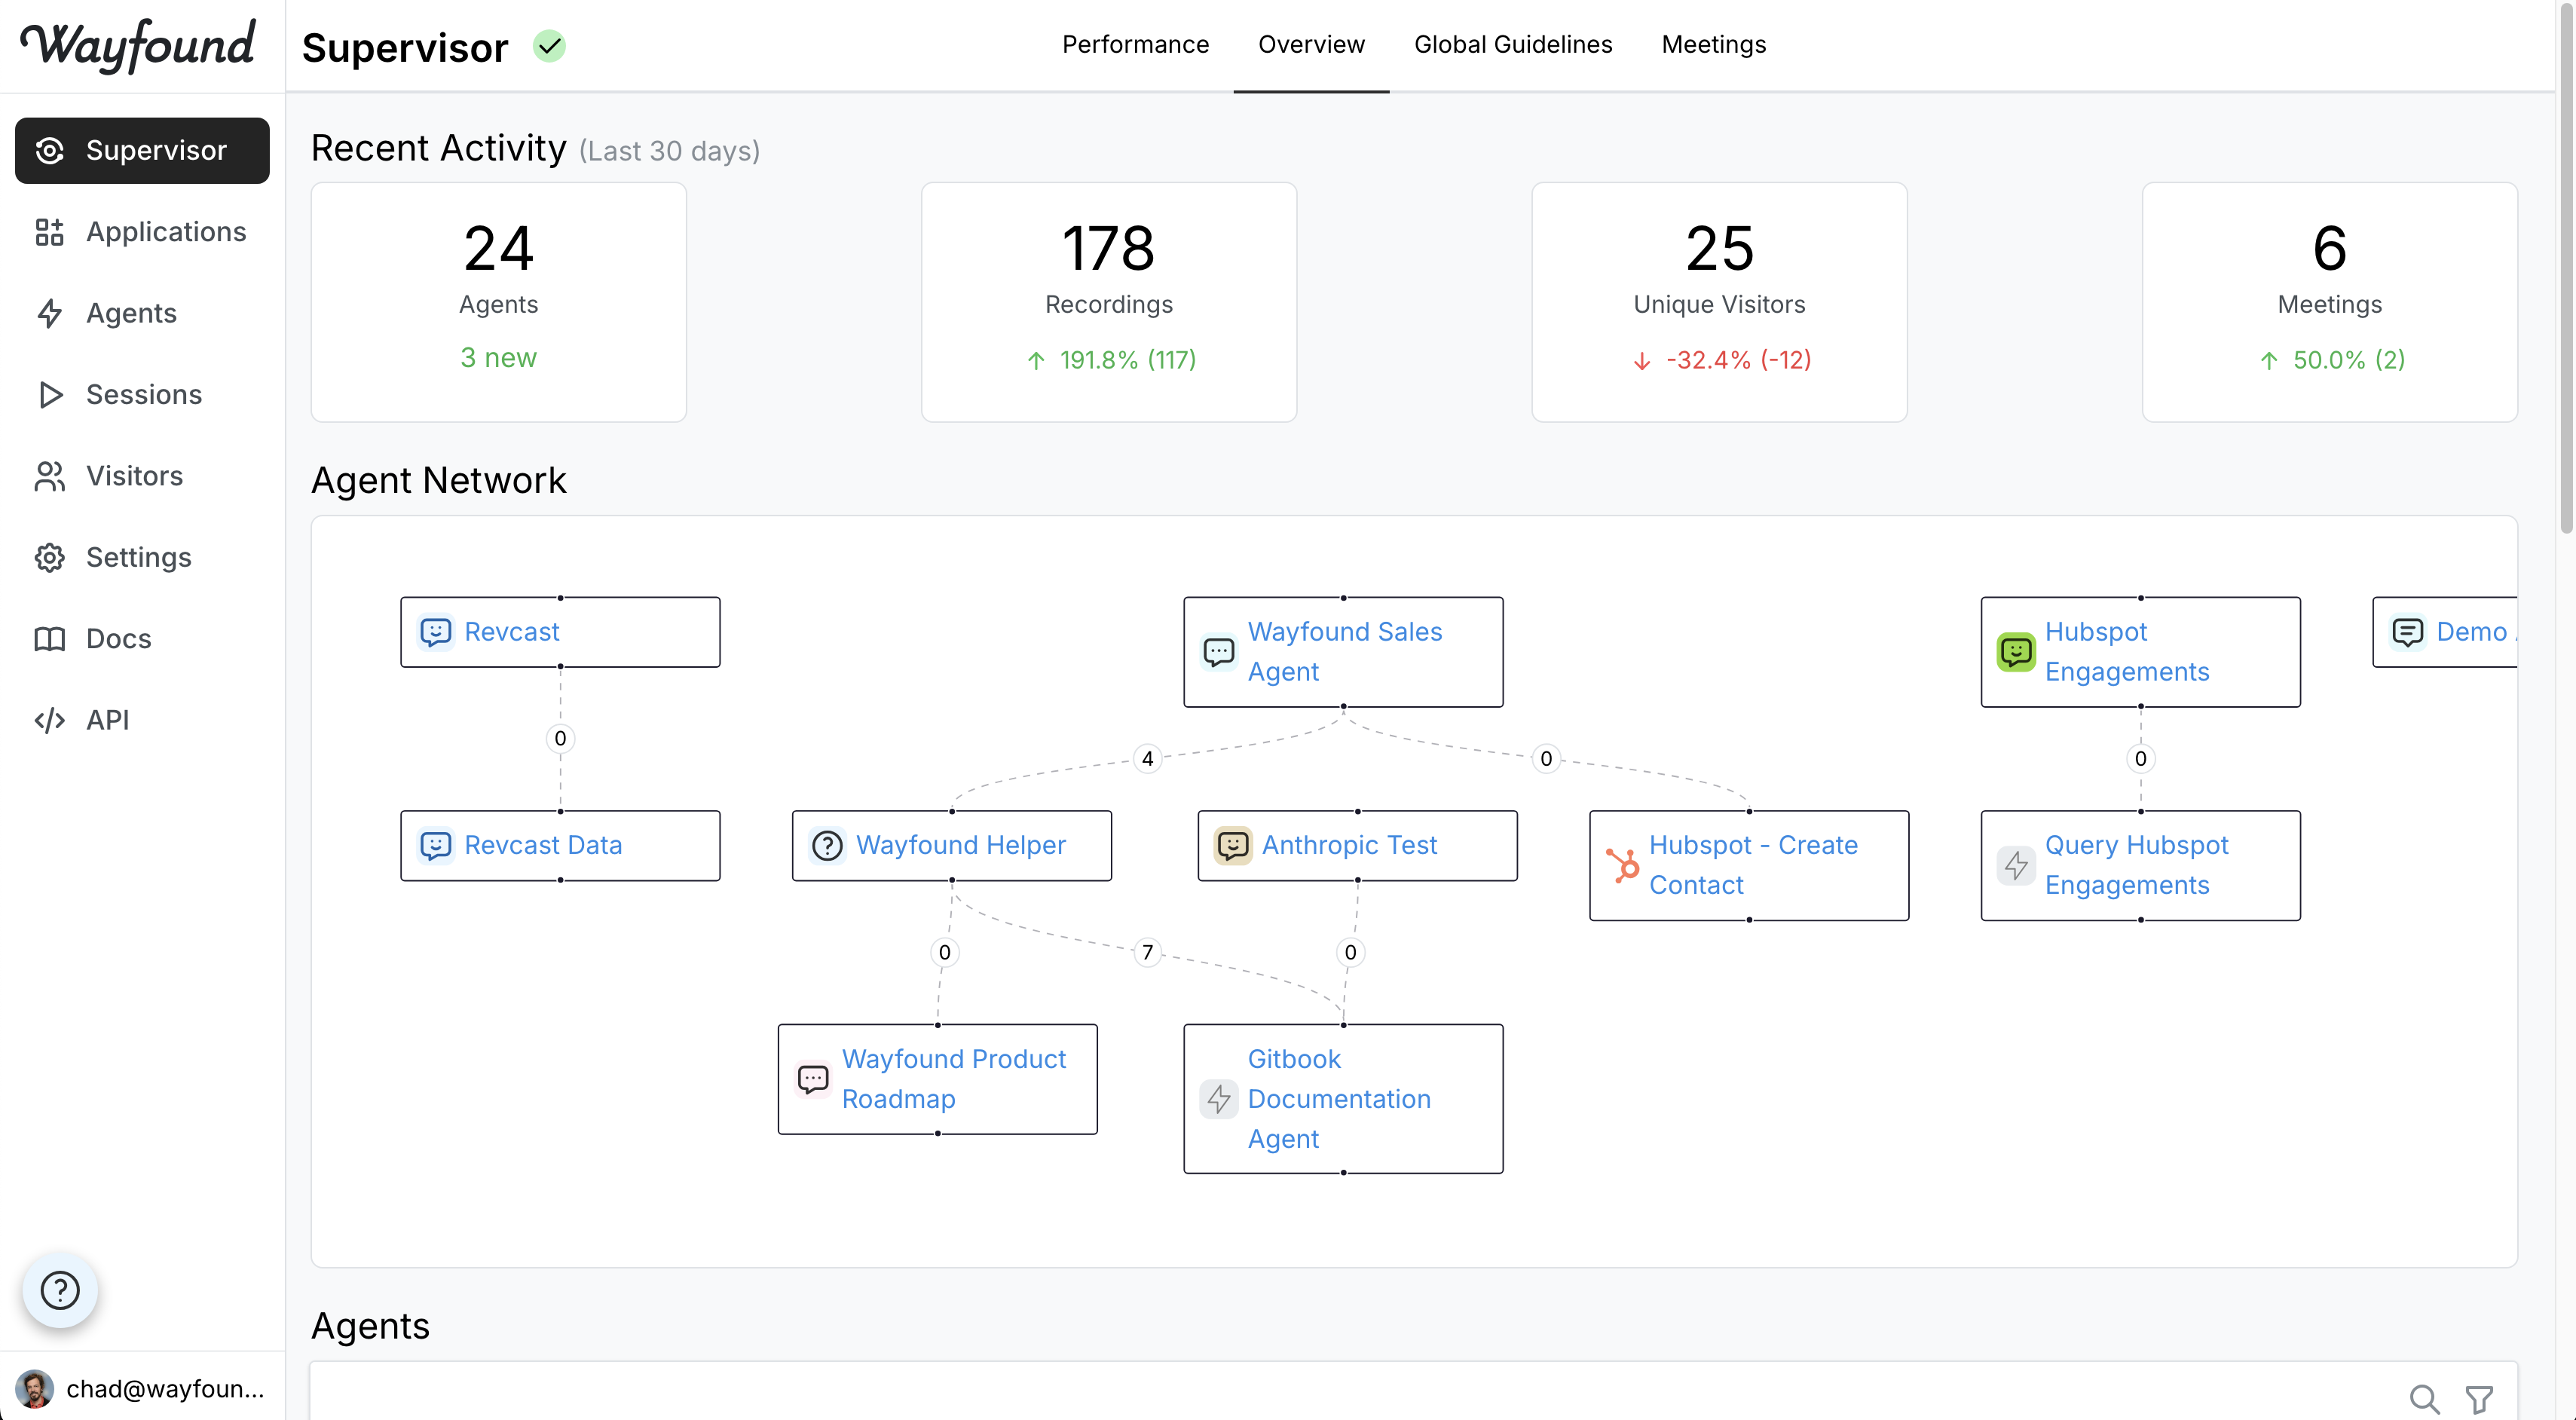 Wayfound
Supervisor
Performance
Overview
Global Guidelines
Meetings
Supervisor
Applications
Agents
Sessions
Visitors
Settings
Docs
API
chad@wayfoun...
Recent Activity (Last 30 days)
24
Agents
3 new
178
Recordings
↑ 191.8% (117)
25
Unique Visitors
↓ -32.4% (-12)
6
Meetings
↑ 50.0% (2)
Agent Network
Revcast
Wayfound Sales
Agent
Hubspot
Engagements
Demo
0
4
0
0
Revcast Data
Wayfound Helper
Anthropic Test
Hubspot - Create
Contact
Query Hubspot
Engagements
0
7
0
Wayfound Product
Roadmap
Gitbook
Documentation
Agent
Agents